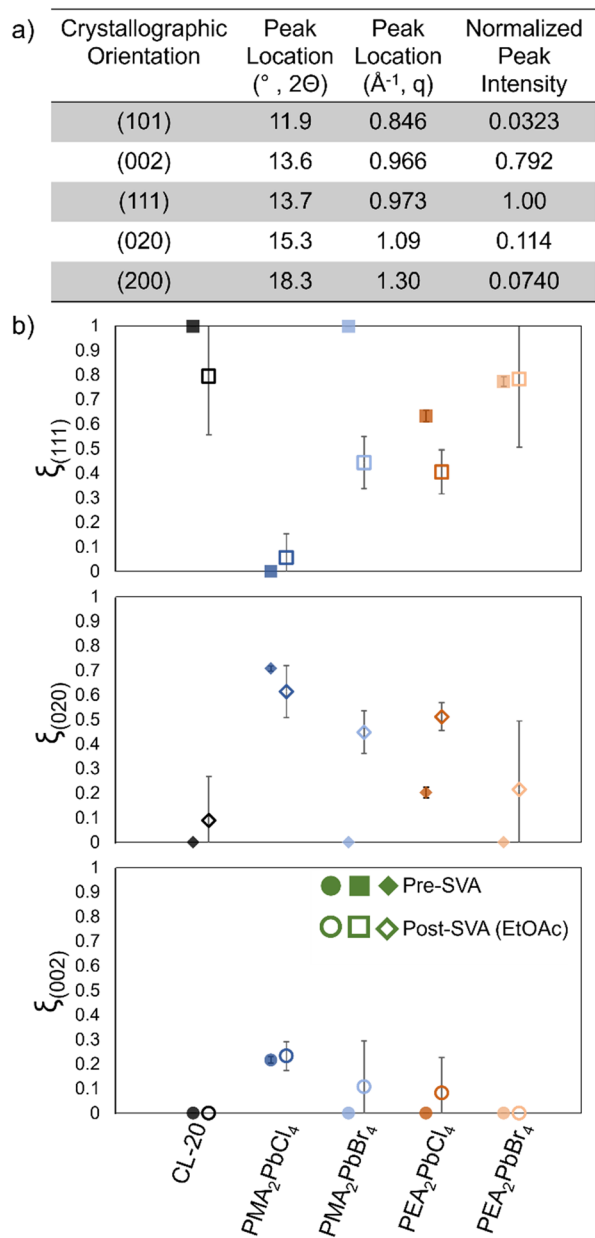 a)
Crystallographic Orientation Peak Location (° , 2Θ) Peak Location (Å-1, q) Normalized Peak Intensity
(101) 11.9 0.846 0.0323
(002) 13.6 0.966 0.792
(111) 13.7 0.973 1.00
(020) 15.3 1.09 0.114
(200) 18.3 1.30 0.0740
b)
ξ(111)
1
0.9
0.8
0.7
0.6
0.5
0.4
0.3
0.2
0.1
0
ξ(020)
1
0.9
0.8
0.7
0.6
0.5
0.4
0.3
0.2
0.1
0
ξ(002)
1
0.9
0.8
0.7
0.6
0.5
0.4
0.3
0.2
0.1
0
Pre-SVA
Post-SVA (EtOAc)
CL-20
PMA2PbCl4
PMA2PbBr4
PEA2PbCl4
PEA2PbBr4